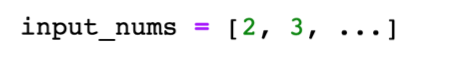 input_nums = [2, 3, ...]